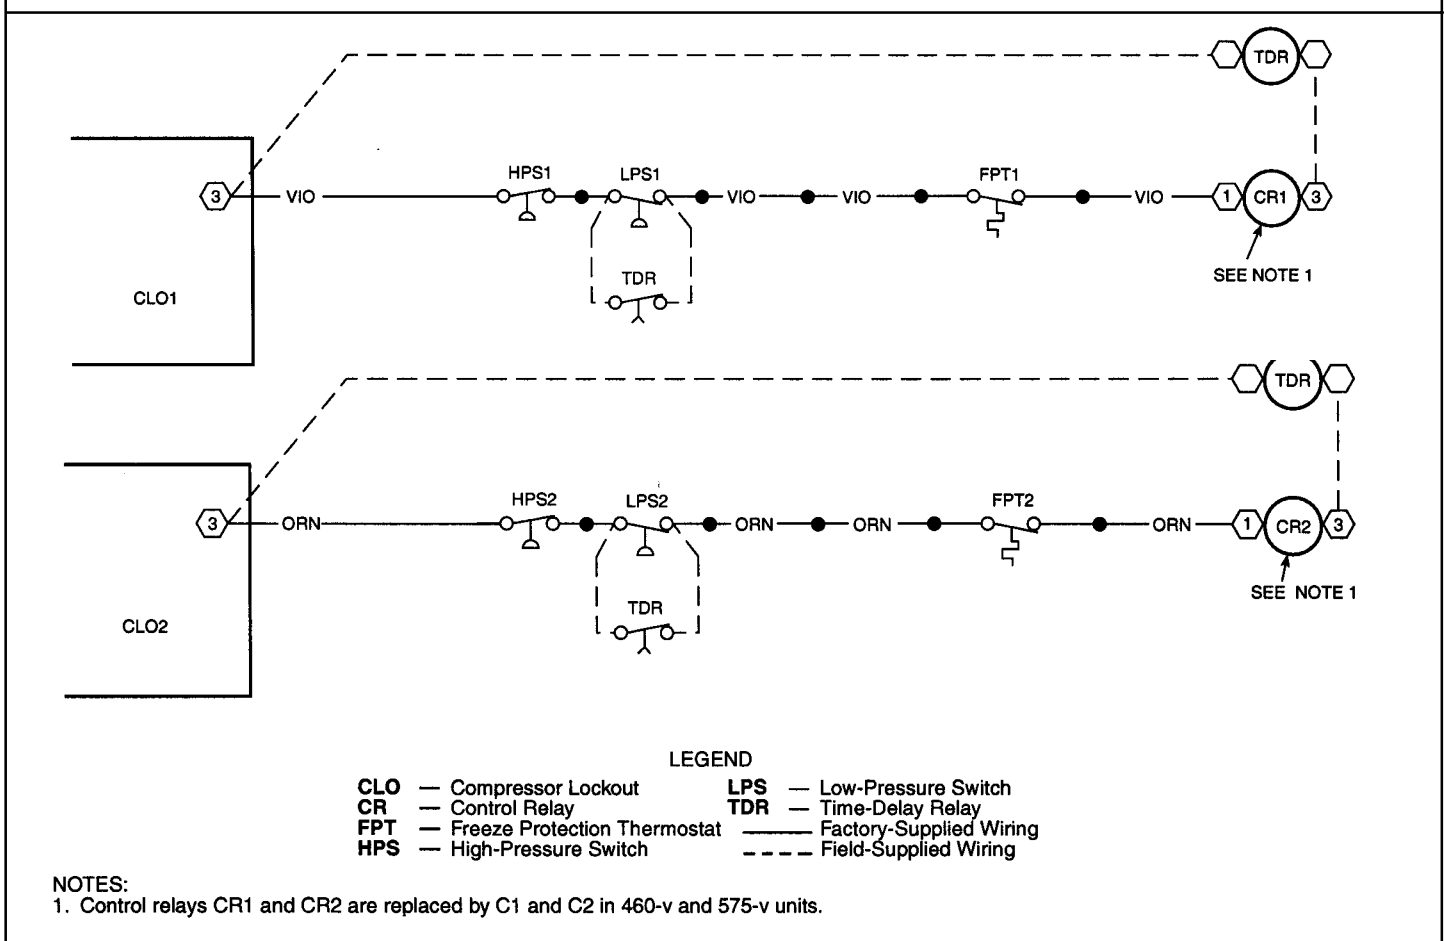 TDR
HPS1 LPS1 FPT1
3 VIO VIO VIO VIO 1 CR1 3
TDR
SEE NOTE 1
CLO1
TDR
HPS2 LPS2 FPT2
3 ORN ORN ORN ORN 1 CR2 3
SEE NOTE 1
TDR
CLO2
LEGEND
CLO — Compressor Lockout
CR — Control Relay
FPT — Freeze Protection Thermostat
HPS — High-Pressure Switch
LPS — Low-Pressure Switch
TDR — Time-Delay Relay
Factory-Supplied Wiring
Field-Supplied Wiring
NOTES:
1. Control relays CR1 and CR2 are replaced by C1 and C2 in 460-v and 575-v units.